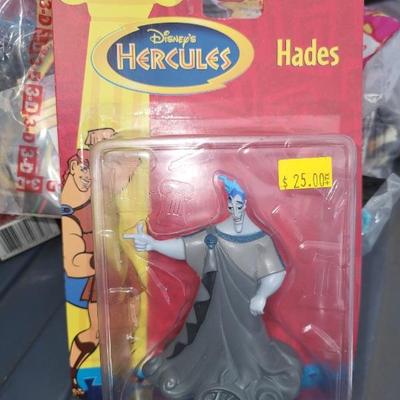 Disney's
HERCULES
Hades
$ 25.00